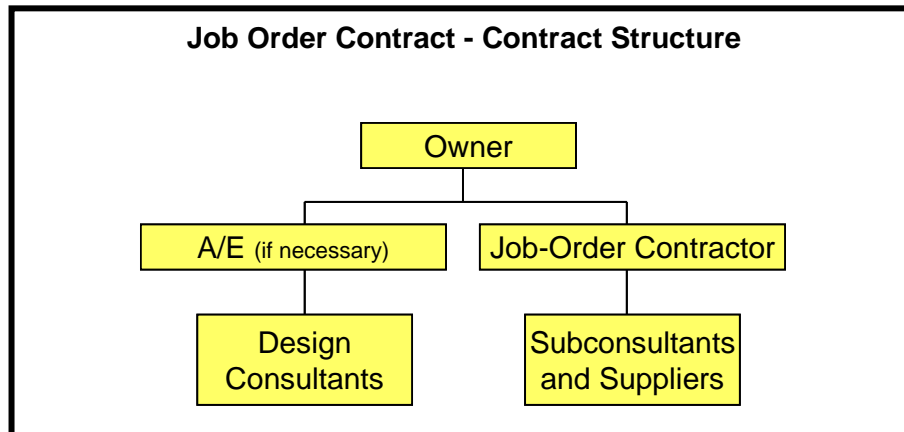 Job Order Contract - Contract Structure
Owner
A/E (if necessary)
Job-Order Contractor
Design
Consultants
Subconsultants
and Suppliers